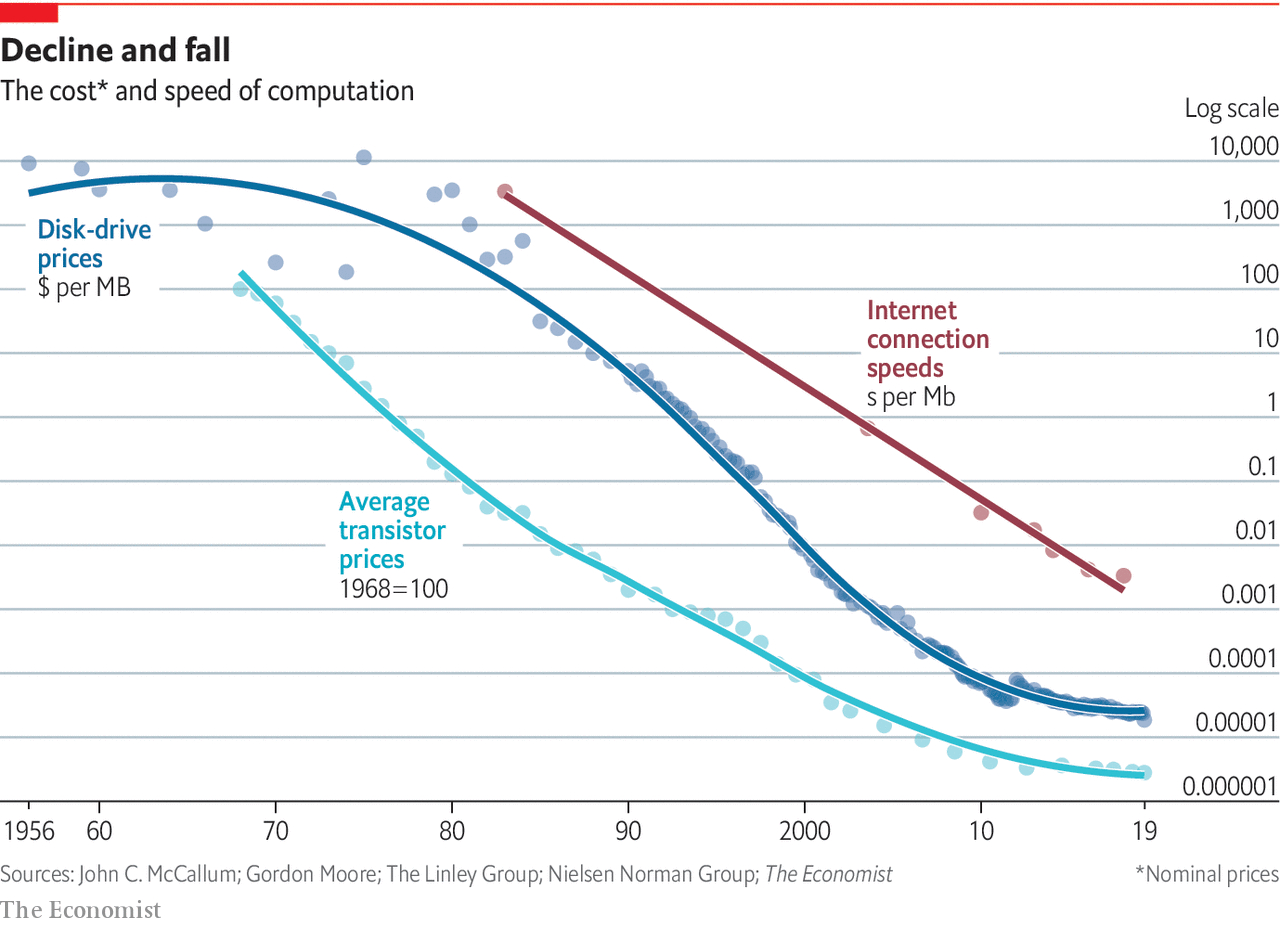 Decline and fall
The cost* and speed of computation
Log scale
10,000
1,000
100
10
1
0.1
0.01
0.001
0.0001
0.00001
0.000001
Disk-drive
prices
$ per MB
Internet
connection
speeds
s per Mb
Average
transistor
prices
1968=100
1956 60 70 80 90 2000 10 19
Sources: John C. McCallum; Gordon Moore; The Linley Group; Nielsen Norman Group; The Economist *Nominal prices
The Economist